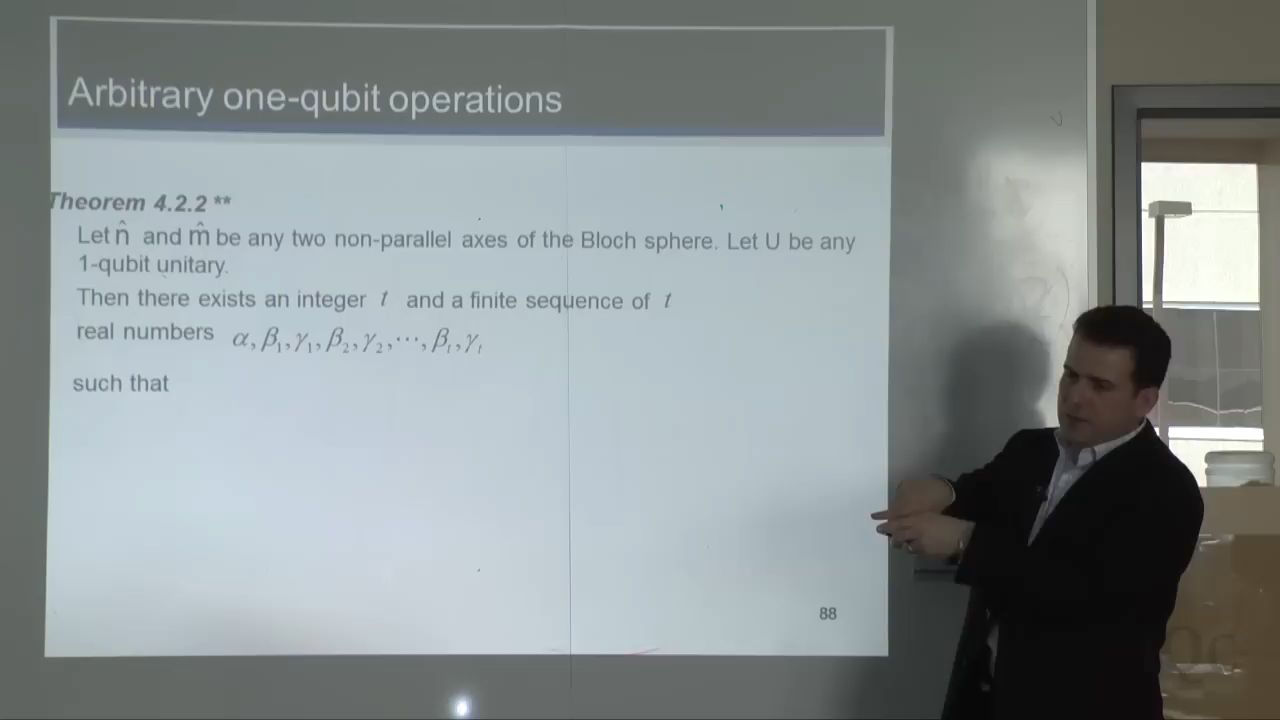 Arbitrary one-qubit operations
Theorem 4.2.2 **
Let n̂ and m̂ be any two non-parallel axes of the Bloch sphere. Let U be any
1-qubit unitary.
Then there exists an integer t and a finite sequence of t
real numbers α, β₁, γ₁, β₂, γ₂, ⋯, βₜ, γₜ
such that
88